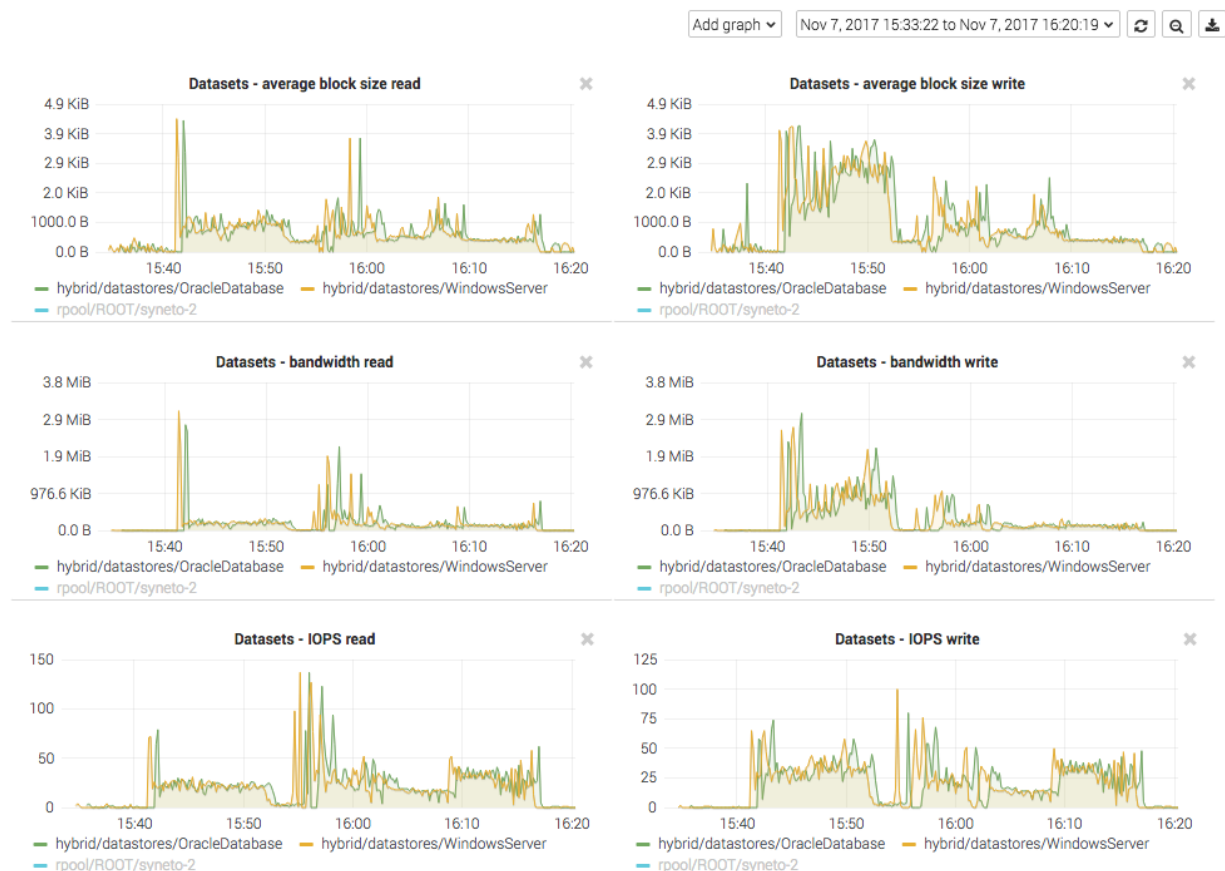 Add graph Nov 7, 2017 15:33:22 to Nov 7, 2017 16:20:19
Datasets - average block size read
4.9 KiB
3.9 KiB
2.9 KiB
2.0 KiB
1000.0 B
0.0 B
15:40 15:50 16:00 16:10 16:20
hybrid/datastores/OracleDatabase hybrid/datastores/WindowsServer
rpool/ROOT/syneto-2
Datasets - average block size write
4.9 KiB
3.9 KiB
2.9 KiB
2.0 KiB
1000.0 B
0.0 B
15:40 15:50 16:00 16:10 16:20
hybrid/datastores/OracleDatabase hybrid/datastores/WindowsServer
rpool/ROOT/syneto-2
Datasets - bandwidth read
3.8 MiB
2.9 MiB
1.9 MiB
976.6 KiB
0.0 B
15:40 15:50 16:00 16:10 16:20
hybrid/datastores/OracleDatabase hybrid/datastores/WindowsServer
rpool/ROOT/syneto-2
Datasets - bandwidth write
3.8 MiB
2.9 MiB
1.9 MiB
976.6 KiB
0.0 B
15:40 15:50 16:00 16:10 16:20
hybrid/datastores/OracleDatabase hybrid/datastores/WindowsServer
rpool/ROOT/syneto-2
Datasets - IOPS read
150
100
50
0
15:40 15:50 16:00 16:10 16:20
hybrid/datastores/OracleDatabase hybrid/datastores/WindowsServer
rpool/ROOT/syneto-2
Datasets - IOPS write
125
100
75
50
25
0
15:40 15:50 16:00 16:10 16:20
hybrid/datastores/OracleDatabase hybrid/datastores/WindowsServer
rpool/ROOT/syneto-2